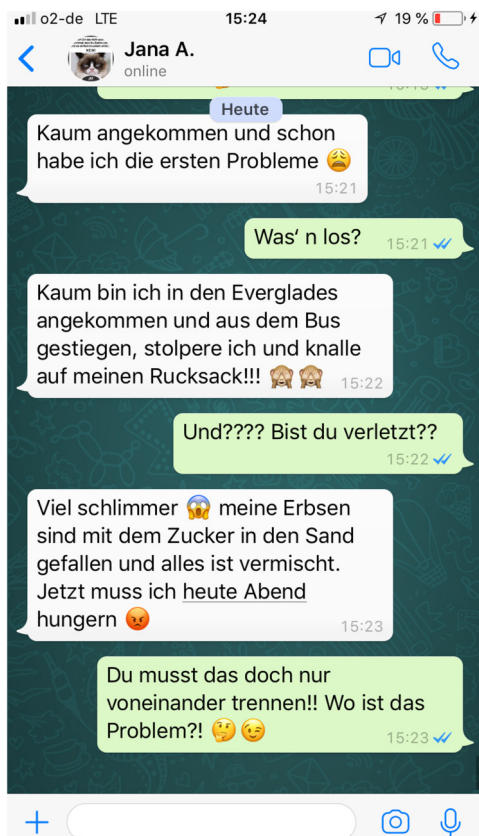 o2-de LTE 15:24 19 %
Jana A.
online
Heute
Kaum angekommen und schon
habe ich die ersten Probleme 😩
15:21
Was' n los? 15:21
Kaum bin ich in den Everglades
angekommen und aus dem Bus
gestiegen, stolpere ich und knalle
auf meinen Rucksack!!! 🙈 🙈 15:22
Und???? Bist du verletzt??
15:22
Viel schlimmer 😱 meine Erbsen
sind mit dem Zucker in den Sand
gefallen und alles ist vermischt.
Jetzt muss ich heute Abend
hungern 😡 15:23
Du musst das doch nur
voneinander trennen!! Wo ist das
Problem?! 🤔😉 15:23